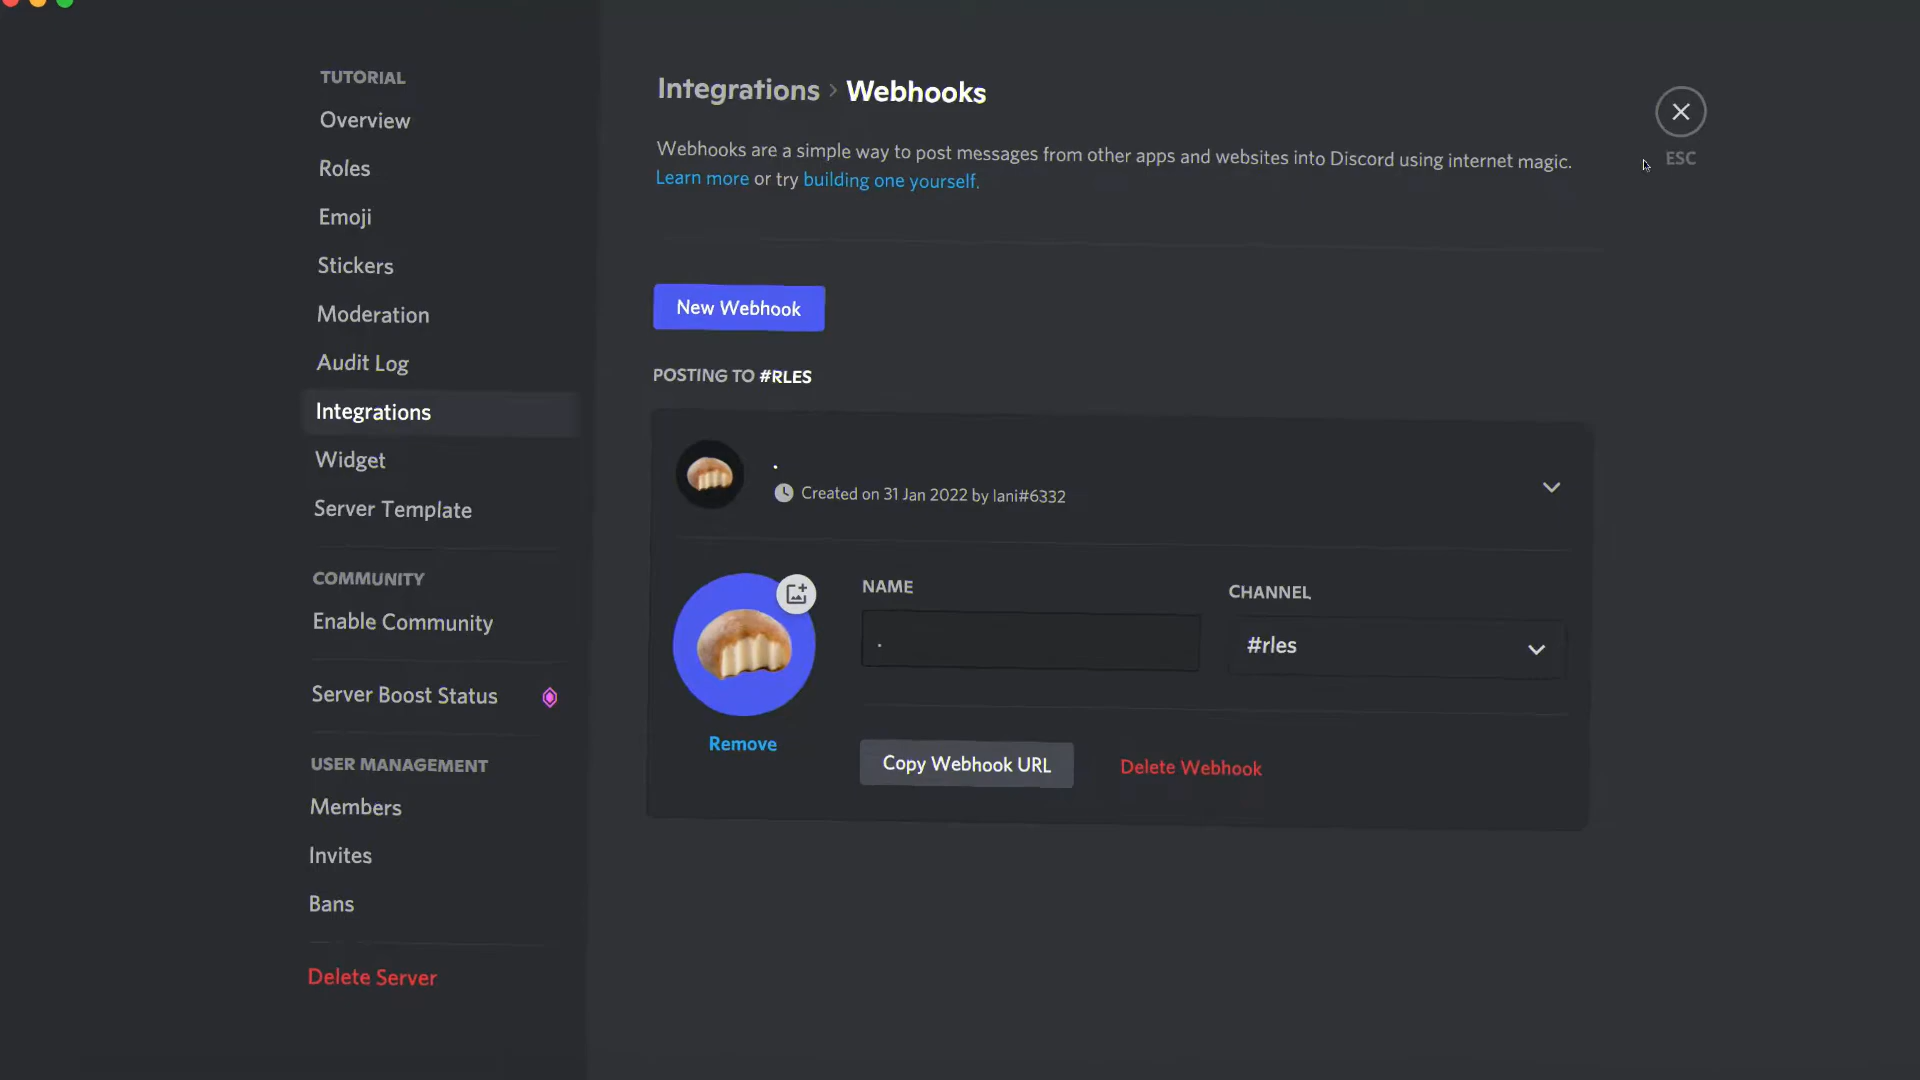 TUTORIAL
Overview
Roles
Emoji
Stickers
Moderation
Audit Log
Integrations
Widget
Server Template
COMMUNITY
Enable Community
Server Boost Status
USER MANAGEMENT
Members
Invites
Bans
Delete Server
Integrations › Webhooks
Webhooks are a simple way to post messages from other apps and websites into Discord using internet magic.
Learn more or try building one yourself.
ESC
New Webhook
POSTING TO #RLES
.
Created on 31 Jan 2022 by lani#6332
NAME
.
CHANNEL
#rles
Remove
Copy Webhook URL
Delete Webhook